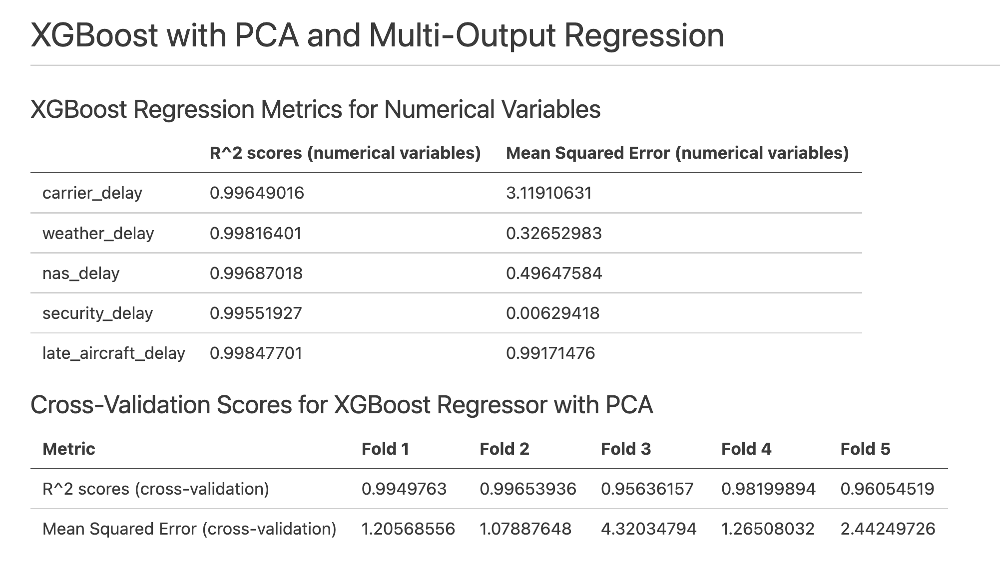 XGBoost with PCA and Multi-Output Regression
XGBoost Regression Metrics for Numerical Variables
R^2 scores (numerical variables) Mean Squared Error (numerical variables)
carrier_delay 0.99649016 3.11910631
weather_delay 0.99816401 0.32652983
nas_delay 0.99687018 0.49647584
security_delay 0.99551927 0.00629418
late_aircraft_delay 0.99847701 0.99171476
Cross-Validation Scores for XGBoost Regressor with PCA
Metric Fold 1 Fold 2 Fold 3 Fold 4 Fold 5
R^2 scores (cross-validation) 0.9949763 0.99653936 0.95636157 0.98199894 0.96054519
Mean Squared Error (cross-validation) 1.20568556 1.07887648 4.32034794 1.26508032 2.44249726